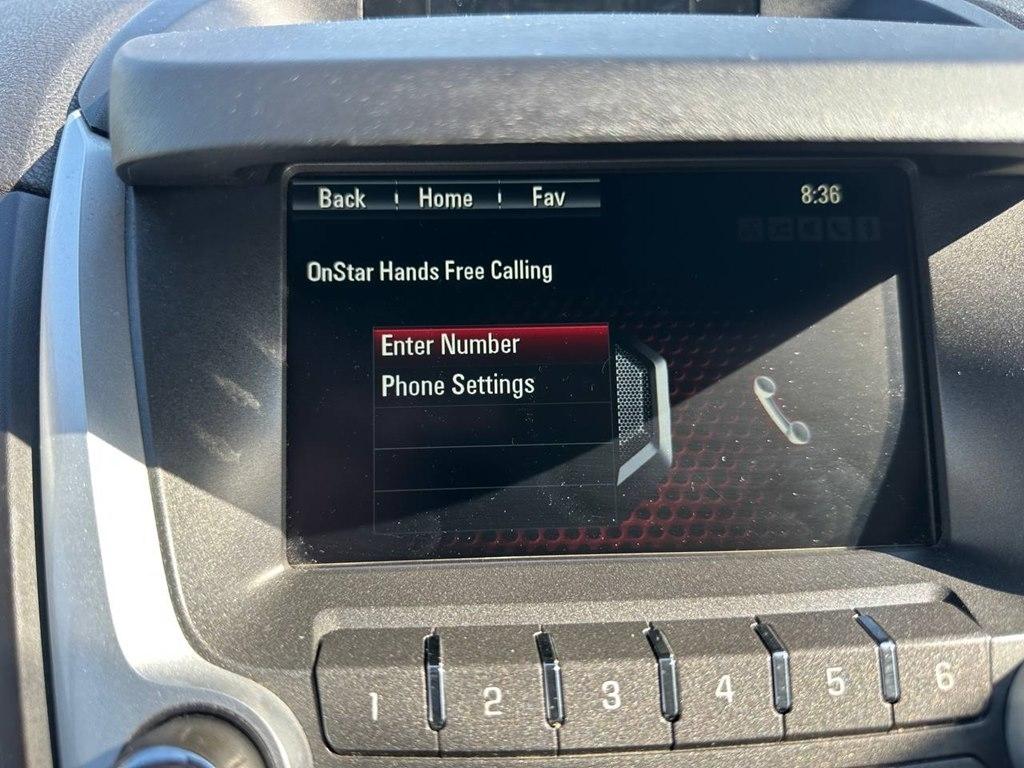 Back Home Fav 8:36
OnStar Hands Free Calling
Enter Number
Phone Settings
1 2 3 4 5 6